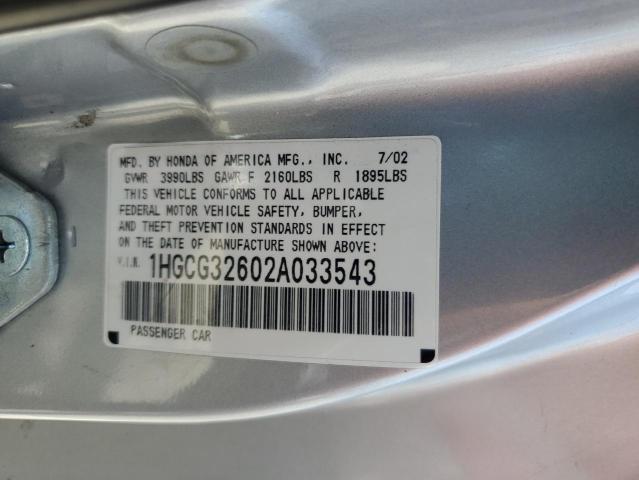 MFD. BY HONDA OF AMERICA MFG., INC. 7/02
GVWR 3990LBS GAWR F 2160LBS R 1895LBS
THIS VEHICLE CONFORMS TO ALL APPLICABLE
FEDERAL MOTOR VEHICLE SAFETY, BUMPER,
AND THEFT PREVENTION STANDARDS IN EFFECT
ON THE DATE OF MANUFACTURE SHOWN ABOVE:
V.I.N. 1HGCG32602A033543
PASSENGER CAR